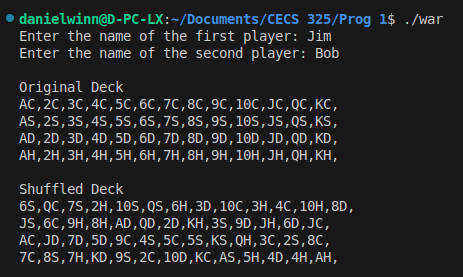 danielwinn@D-PC-LX:~/Documents/CECS 325/Prog 1$ ./war
Enter the name of the first player: Jim
Enter the name of the second player: Bob
Original Deck
AC,2C,3C,4C,5C,6C,7C,8C,9C,10C,JC,QC,KC,
AS,2S,3S,4S,5S,6S,7S,8S,9S,10S,JS,QS,KS,
AD,2D,3D,4D,5D,6D,7D,8D,9D,10D,JD,QD,KD,
AH,2H,3H,4H,5H,6H,7H,8H,9H,10H,JH,QH,KH,
Shuffled Deck
6S,QC,7S,2H,10S,QS,6H,3D,10C,3H,4C,10H,8D,
JS,6C,9H,8H,AD,QD,2D,KH,3S,9D,JH,6D,JC,
AC,JD,7D,5D,9C,4S,5C,5S,KS,QH,3C,2S,8C,
7C,8S,7H,KD,9S,2C,10D,KC,AS,5H,4D,4H,AH,